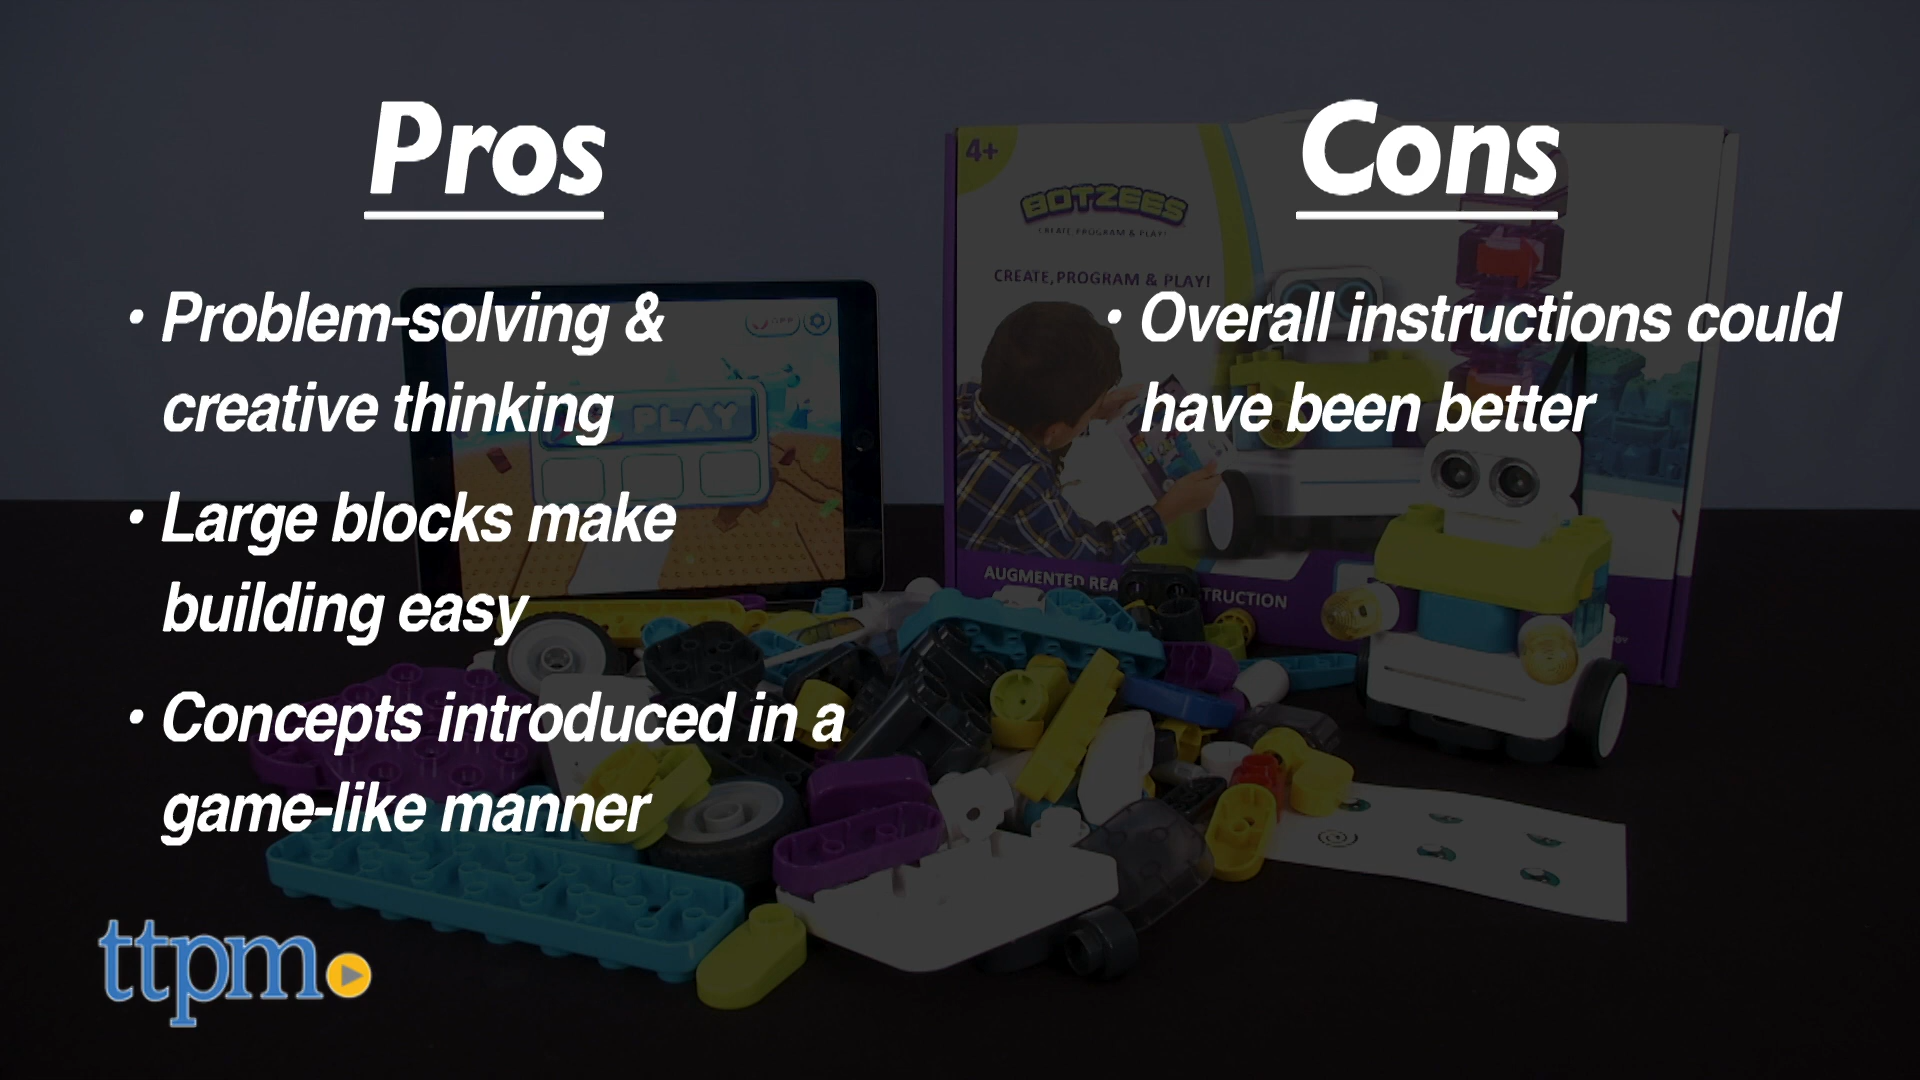 Pros
• Problem-solving &
creative thinking
• Large blocks make
building easy
• Concepts introduced in a
game-like manner
Cons
• Overall instructions could
have been better
4+
BOTZEES
CREATE, PROGRAM & PLAY!
CREATE, PROGRAM & PLAY!
AUGMENTED REA
TRUCTION
PLAY
ttpm